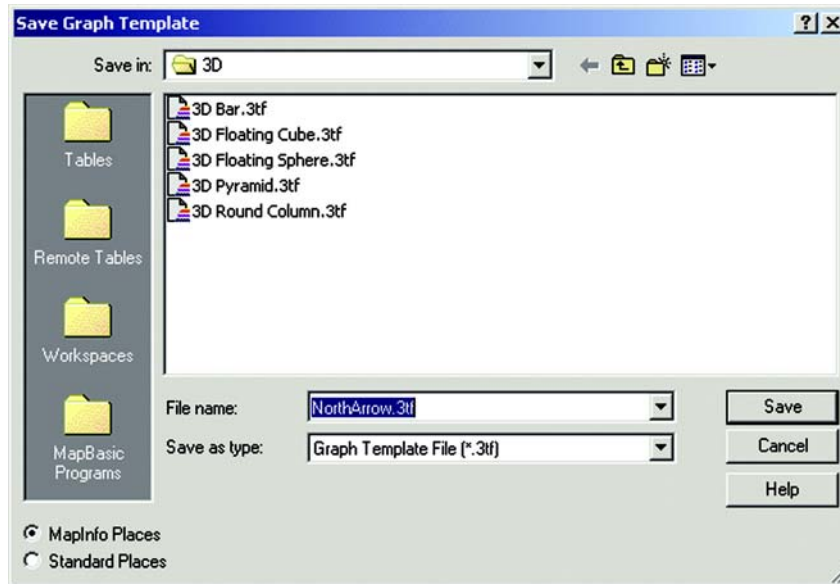 Save Graph Template
Save in: 3D
Tables
Remote Tables
Workspaces
MapBasic
Programs
3D Bar.3tf
3D Floating Cube.3tf
3D Floating Sphere.3tf
3D Pyramid.3tf
3D Round Column.3tf
File name: NorthArrow.3tf Save
Save as type: Graph Template File (*.3tf) Cancel
Help
MapInfo Places
Standard Places